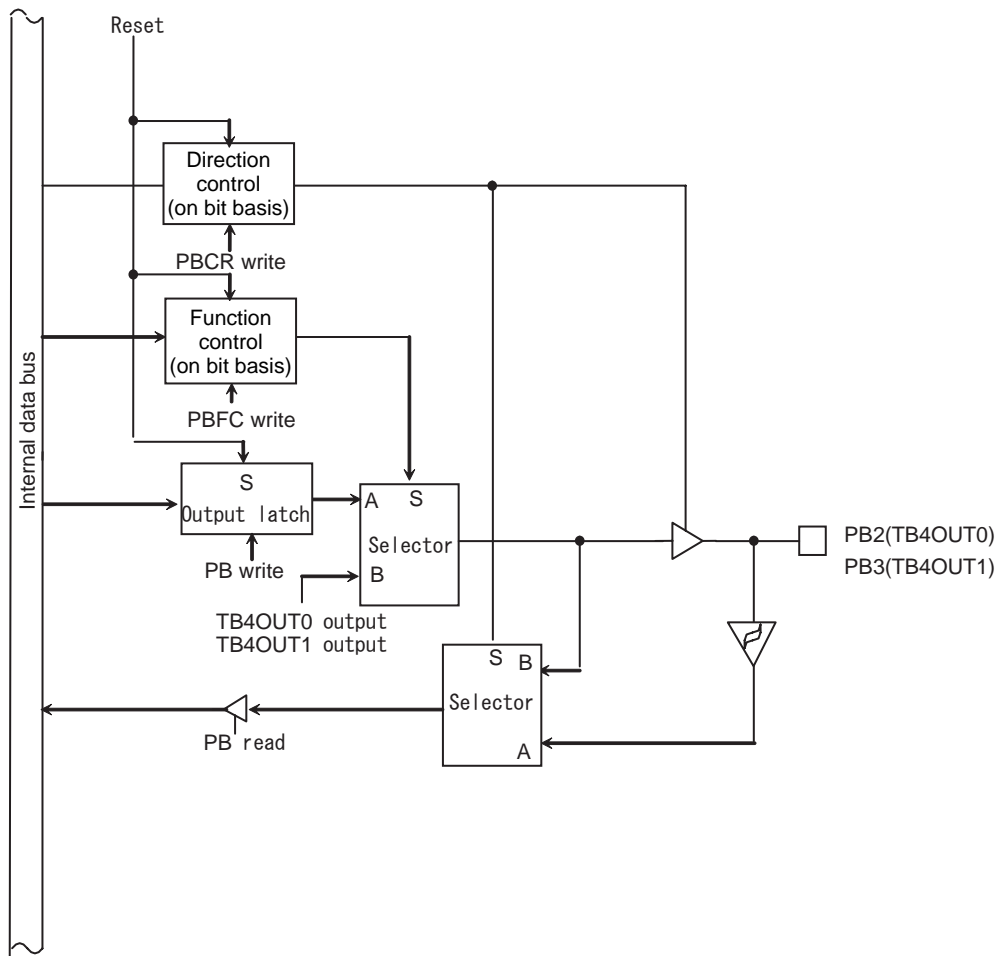 Reset
Direction
control
(on bit basis)
PBCR write
Function
control
(on bit basis)
PBFC write
Internal data bus
S
Output latch
PB write
A
S
Selector
B
TB4OUT0 output
TB4OUT1 output
PB2(TB4OUT0)
PB3(TB4OUT1)
S
B
Selector
A
PB read